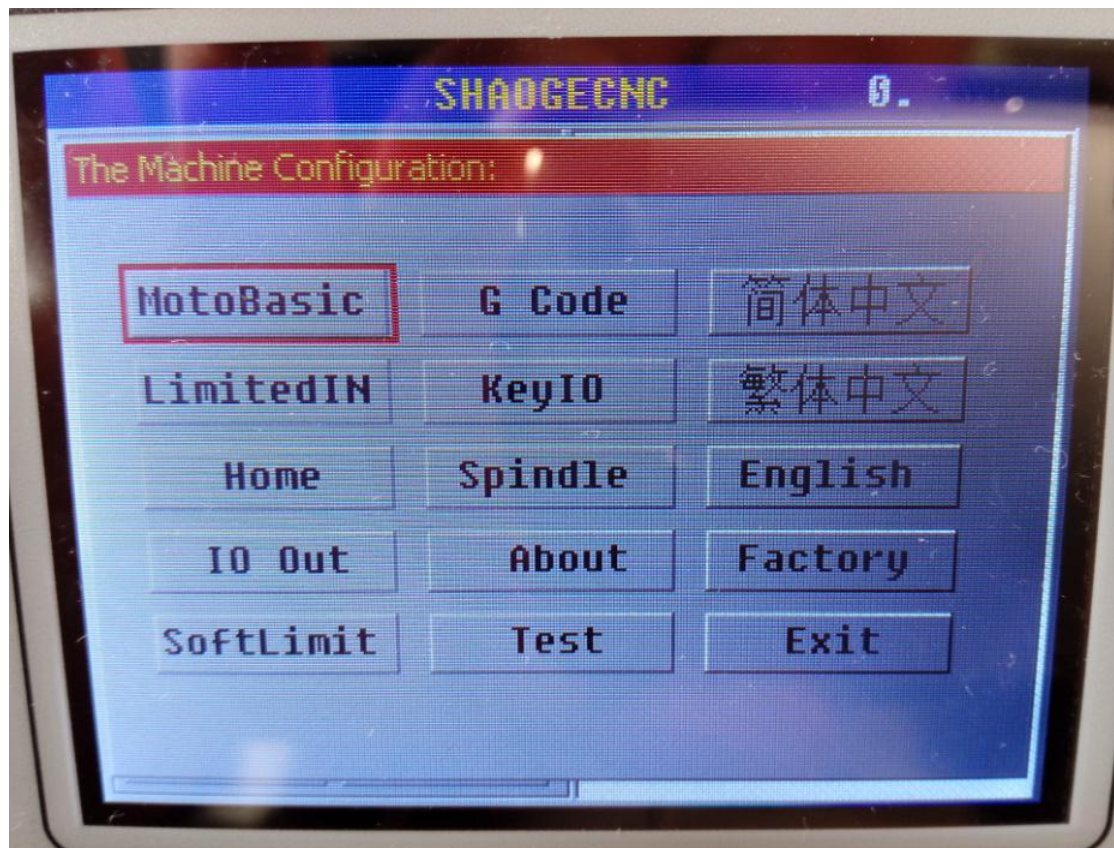 SHAOGECNC 0.
The Machine Configuration:
MotoBasic G Code 简体中文
LimitedIN KeyIO 繁体中文
Home Spindle English
IO Out About Factory
SoftLimit Test Exit